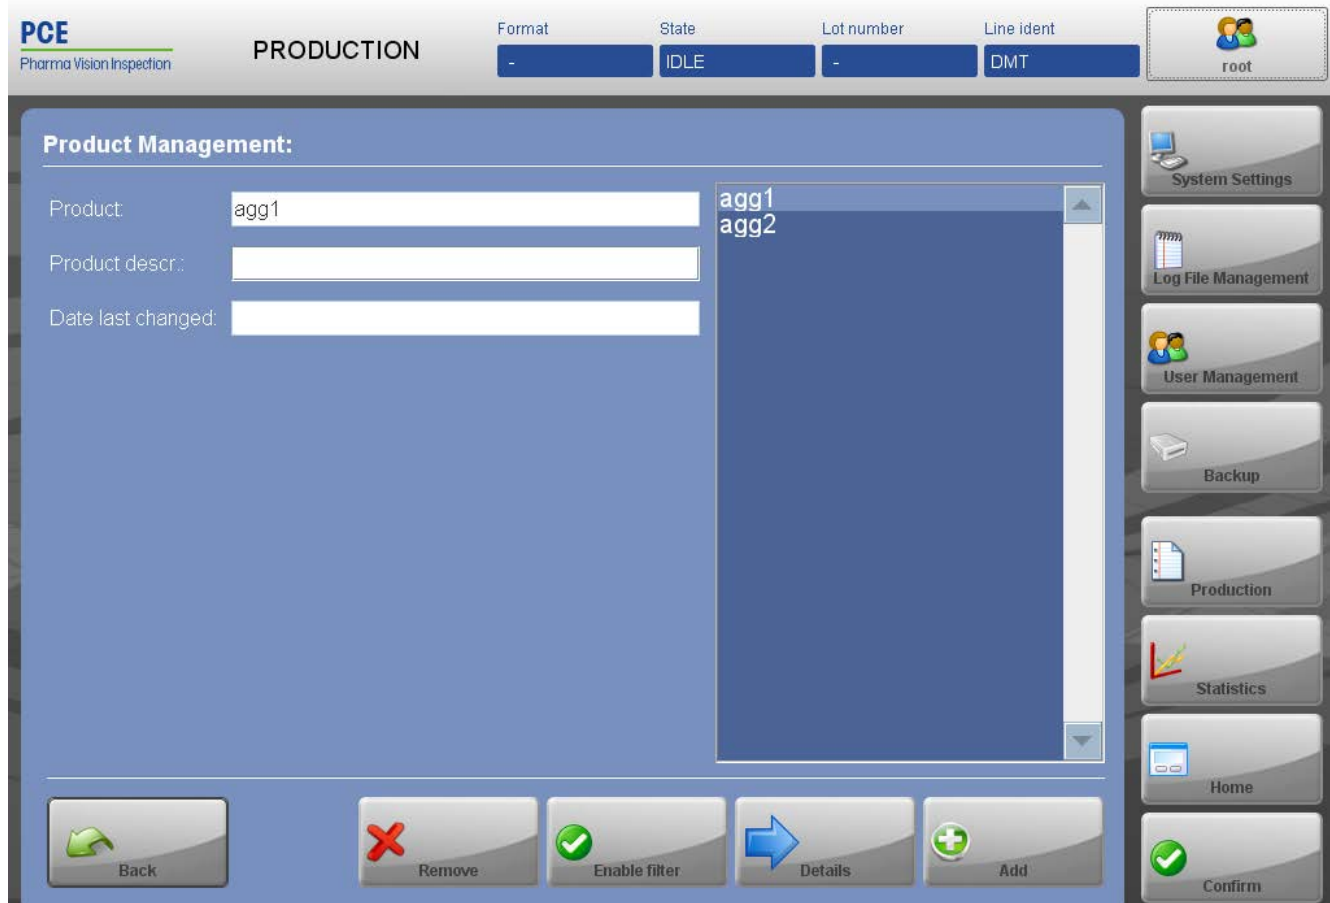 PCE
Pharma Vision Inspection
PRODUCTION
Format
-
State
IDLE
Lot number
-
Line ident
DMT
root
Product Management:
Product:
agg1
Product descr.:
Date last changed:
agg1
agg2
System Settings
Log File Management
User Management
Backup
Production
Statistics
Home
Confirm
Back
Remove
Enable filter
Details
Add